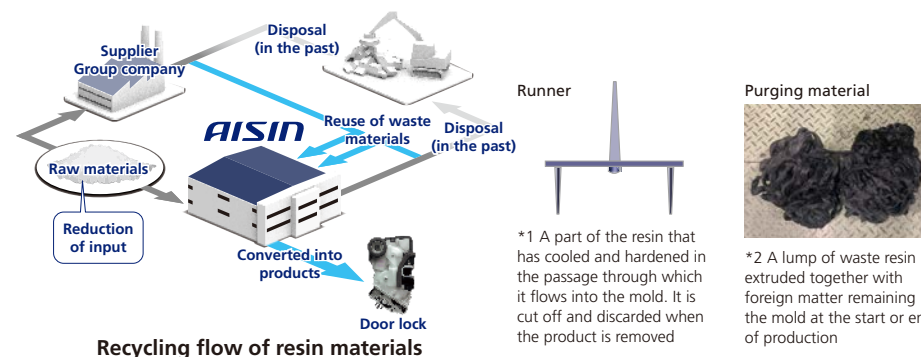 Disposal
(in the past)
Supplier
Group company
AISIN
Reuse of waste
materials
Disposal
(in the past)
Raw materials
Reduction
of input
Converted into
products
Door lock
Recycling flow of resin materials
Runner
*1 A part of the resin that
has cooled and hardened in
the passage through which
it flows into the mold. It is
cut off and discarded when
the product is removed
Purging material
*2 A lump of waste resin
extruded together with
foreign matter remaining
the mold at the start or
of production